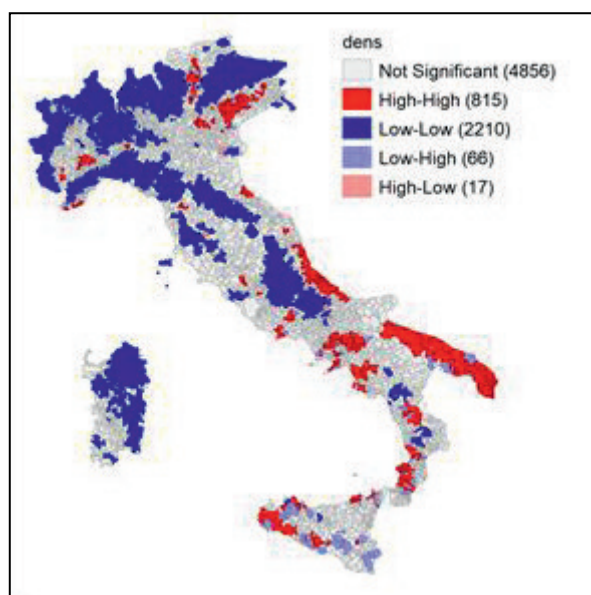 dens
Not Significant (4856)
High-High (815)
Low-Low (2210)
Low-High (66)
High-Low (17)